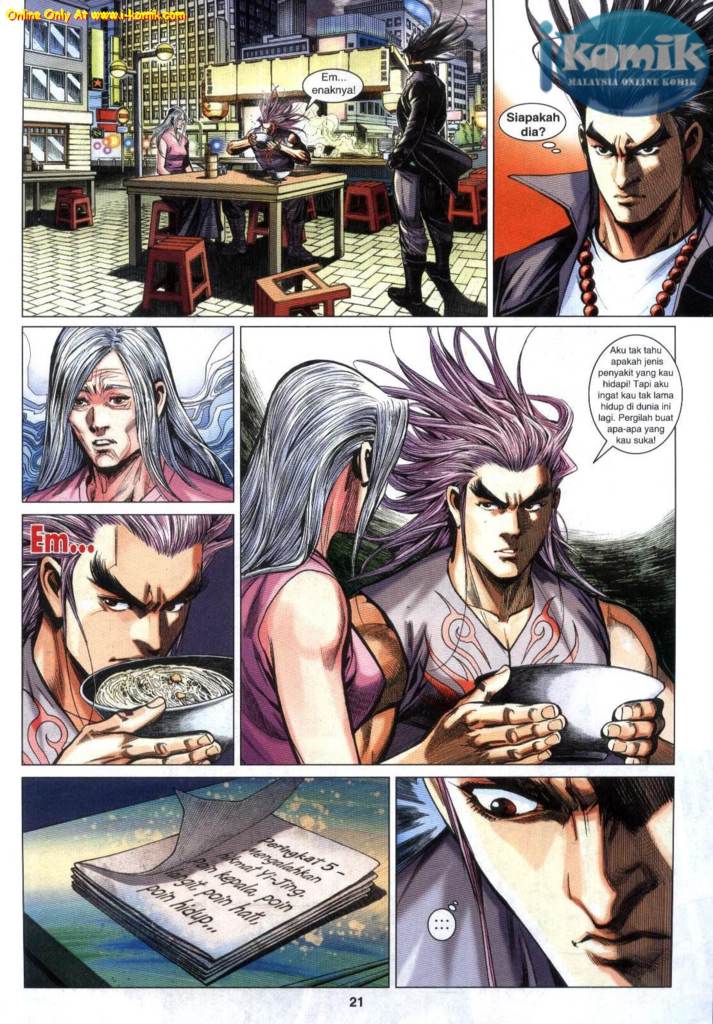 Online Only At www.i-komik.com
iKomik
MALAYSIA ONLINE KOMIK
Em...
enaknya!
Siapakah
dia?
Aku tak tahu
apakah jenis
penyakit yang kau
hidapi! Tapi aku
ingat kau tak lama
hidup di dunia ini
lagi. Pergilah buat
apa-apa yang
kau suka!
Em...
Peringkat 5 -
mengalahkan
Yi-Jing.
Poin kepala, poin
langit, poin hati,
poin hidup...
......
21